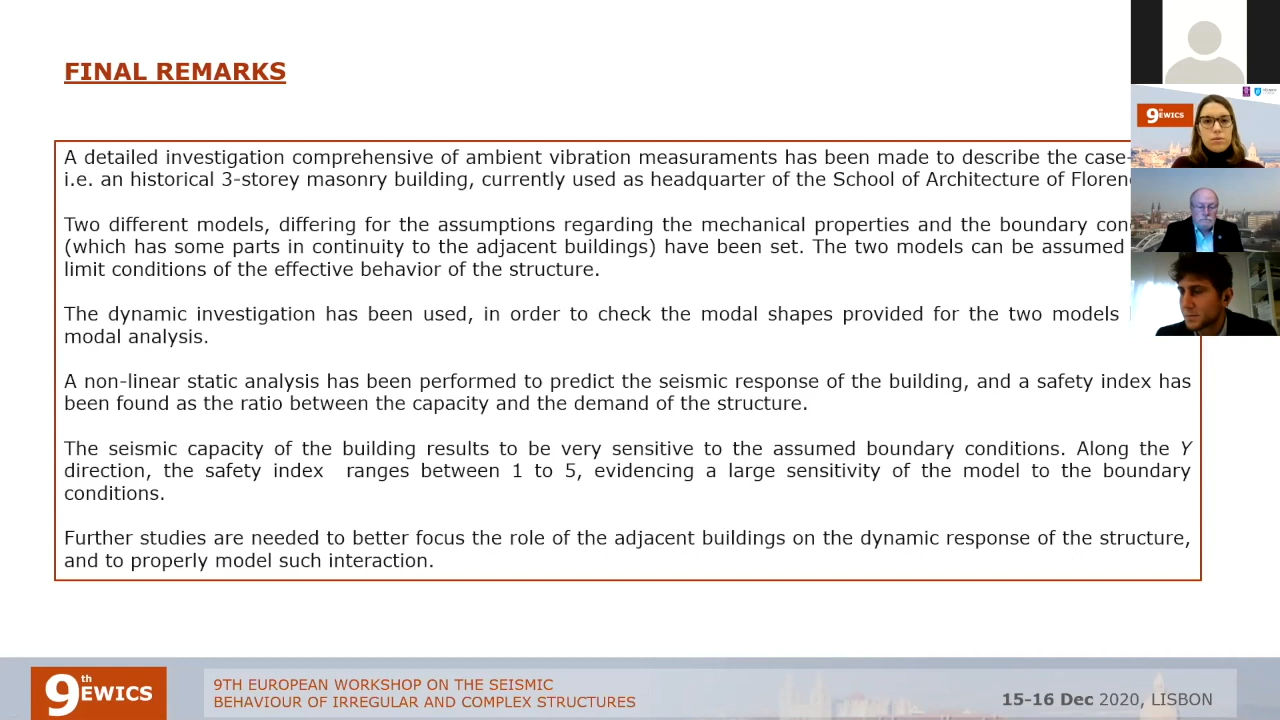 FINAL REMARKS
A detailed investigation comprehensive of ambient vibration measuraments has been made to describe the case-
i.e. an historical 3-storey masonry building, currently used as headquarter of the School of Architecture of
Two different models, differing for the assumptions regarding the mechanical properties and the boundary
(which has some parts in continuity to the adjacent buildings) have been set. The two models can be assumed
limit conditions of the effective behavior of the structure.
The dynamic investigation has been used, in order to check the modal shapes provided for the two models
modal analysis.
A non-linear static analysis has been performed to predict the seismic response of the building, and a safety index has
been found as the ratio between the capacity and the demand of the structure.
The seismic capacity of the building results to be very sensitive to the assumed boundary conditions. Along the Y
direction, the safety index ranges between 1 to 5, evidencing a large sensitivity of the model to the boundary
conditions.
Further studies are needed to better focus the role of the adjacent buildings on the dynamic response of the structure,
and to properly model such interaction.
9th EWICS
9th EWICS
9TH EUROPEAN WORKSHOP ON THE SEISMIC
BEHAVIOUR OF IRREGULAR AND COMPLEX STRUCTURES
15-16 Dec 2020, LISBON